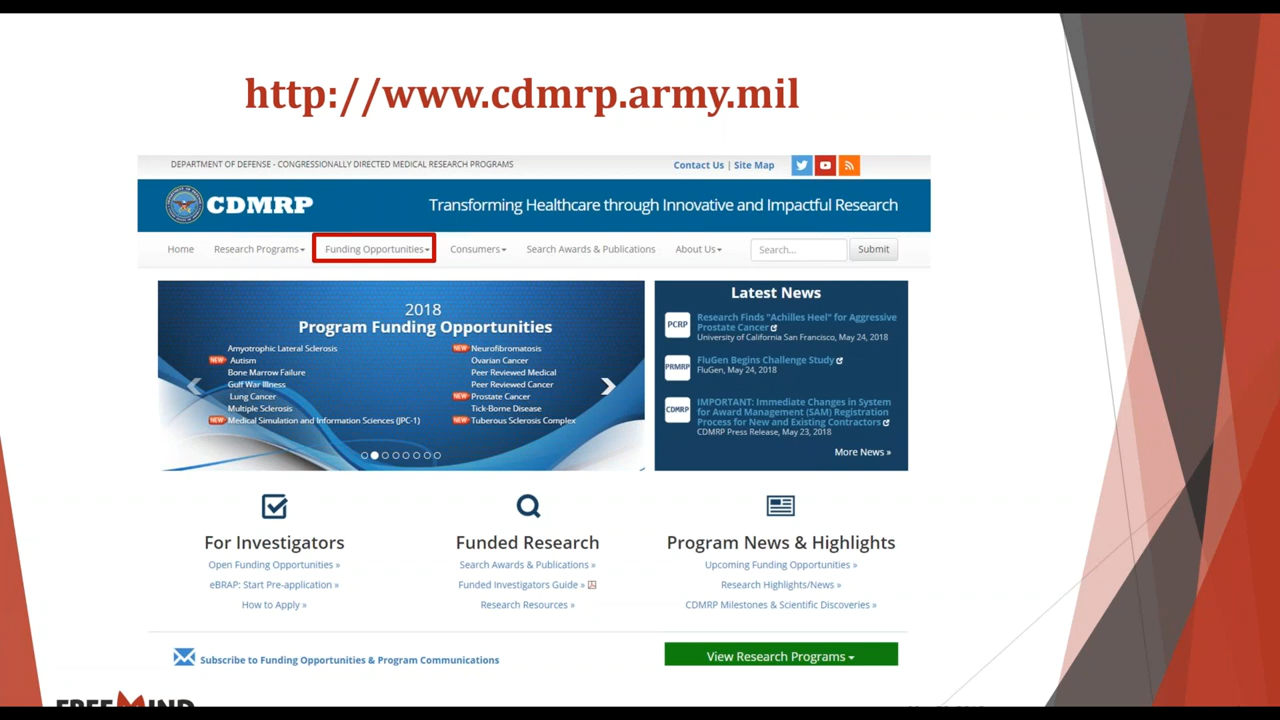 http://www.cdmrp.army.mil
DEPARTMENT OF DEFENSE - CONGRESSIONALLY DIRECTED MEDICAL RESEARCH PROGRAMS
Contact Us | Site Map
CDMRP
Transforming Healthcare through Innovative and Impactful Research
Home Research Programs Funding Opportunities Consumers Search Awards & Publications About Us Search... Submit
2018
Program Funding Opportunities
Amyotrophic Lateral Sclerosis
NEW Autism
Bone Marrow Failure
Gulf War Illness
Lung Cancer
Multiple Sclerosis
NEW Medical Simulation and Information Sciences (JPC-1)
NEW Neurofibromatosis
Ovarian Cancer
Peer Reviewed Medical
Peer Reviewed Cancer
NEW Prostate Cancer
Tick-Borne Disease
NEW Tuberous Sclerosis Complex
Latest News
PCRP
Research Finds "Achilles Heel" for Aggressive
Prostate Cancer
University of California San Francisco, May 24, 2018
PRMRP
FluGen Begins Challenge Study
FluGen, May 24, 2018
CDMRP
IMPORTANT: Immediate Changes in System
for Award Management (SAM) Registration
Process for New and Existing Contractors
CDMRP Press Release, May 23, 2018
More News »
For Investigators
Open Funding Opportunities »
eBRAP: Start Pre-application »
How to Apply »
Funded Research
Search Awards & Publications »
Funded Investigators Guide »
Research Resources »
Program News & Highlights
Upcoming Funding Opportunities »
Research Highlights/News »
CDMRP Milestones & Scientific Discoveries »
Subscribe to Funding Opportunities & Program Communications
View Research Programs
FREEMIND